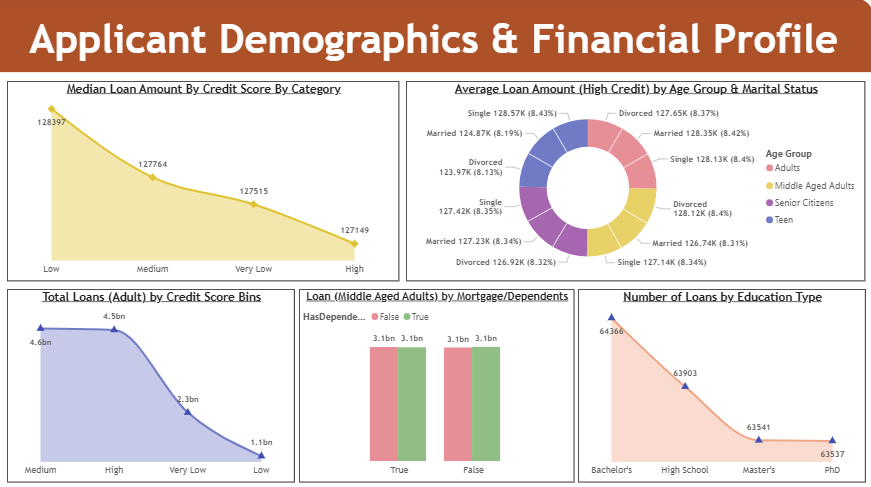 Applicant Demographics & Financial Profile
Median Loan Amount By Credit Score By Category
128397
127764
127515
127149
Low Medium Very Low High
Average Loan Amount (High Credit) by Age Group & Marital Status
Single 128.57K (8.43%)
Divorced 127.65K (8.37%)
Married 124.87K (8.19%)
Married 128.35K (8.42%)
Divorced
123.97K (8.13%)
Single 128.13K (8.4%)
Single
127.42K (8.35%)
Divorced
128.12K (8.4%)
Married 127.23K (8.34%)
Married 126.74K (8.31%)
Divorced 126.92K (8.32%)
Single 127.14K (8.34%)
Age Group
Adults
Middle Aged Adults
Senior Citizens
Teen
Total Loans (Adult) by Credit Score Bins
4.6bn
4.5bn
2.3bn
1.1bn
Medium High Very Low Low
Loan (Middle Aged Adults) by Mortgage/Dependents
HasDepende... False True
3.1bn 3.1bn 3.1bn 3.1bn
True False
Number of Loans by Education Type
64366
63903
63541
63537
Bachelor's High School Master's PhD